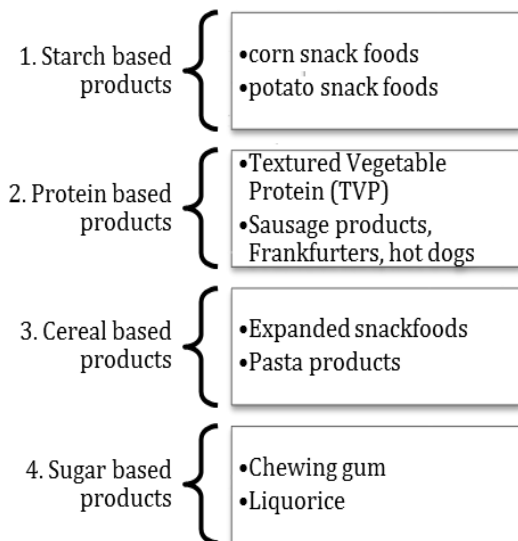 1. Starch based
products
•corn snack foods
•potato snack foods
2. Protein based
products
•Textured Vegetable
Protein (TVP)
•Sausage products,
Frankfurters, hot dogs
3. Cereal based
products
•Expanded snackfoods
•Pasta products
4. Sugar based
products
•Chewing gum
•Liquorice